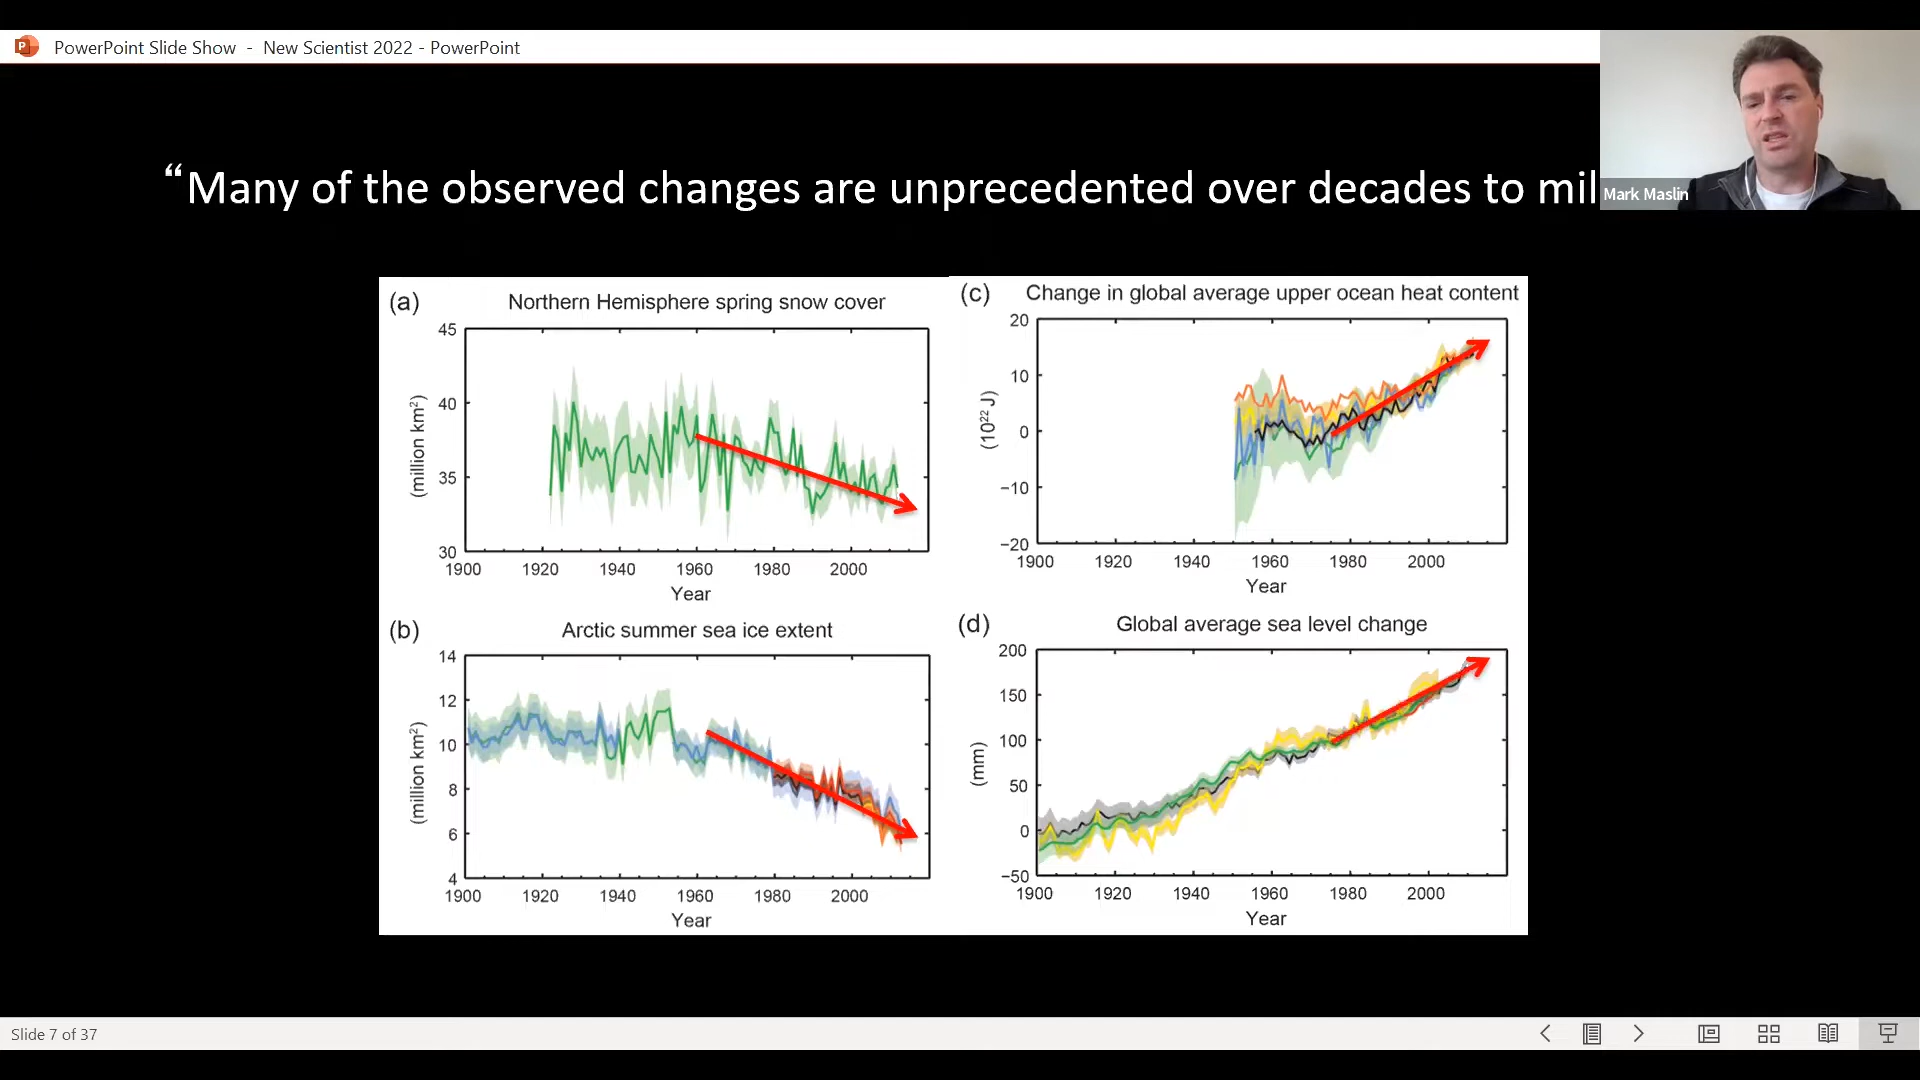 PowerPoint Slide Show - New Scientist 2022 - PowerPoint
Mark Maslin
“Many of the observed changes are unprecedented over decades to mil
(a) Northern Hemisphere spring snow cover
45
40
35
30
(million km²)
1900 1920 1940 1960 1980 2000
Year
(b) Arctic summer sea ice extent
14
12
10
8
6
4
(million km²)
1900 1920 1940 1960 1980 2000
Year
(c) Change in global average upper ocean heat content
20
10
0
−10
−20
(10²² J)
1900 1920 1940 1960 1980 2000
Year
(d) Global average sea level change
200
150
100
50
0
−50
(mm)
1900 1920 1940 1960 1980 2000
Year
Slide 7 of 37